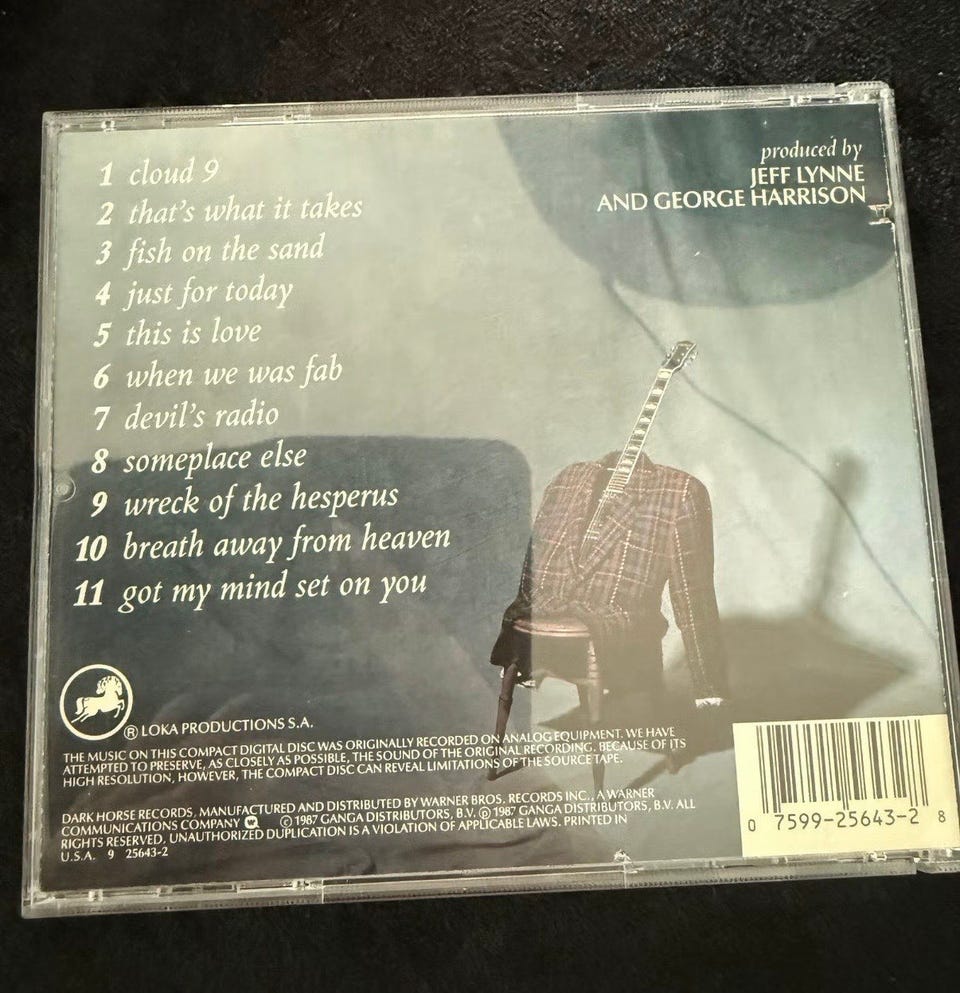 1 cloud 9
2 that's what it takes
3 fish on the sand
4 just for today
5 this is love
6 when we was fab
7 devil's radio
8 someplace else
9 wreck of the hesperus
10 breath away from heaven
11 got my mind set on you
produced by
JEFF LYNNE
AND GEORGE HARRISON
® LOKA PRODUCTIONS S.A.
THE MUSIC ON THIS COMPACT DIGITAL DISC WAS ORIGINALLY RECORDED ON ANALOG EQUIPMENT. WE HAVE
ATTEMPTED TO PRESERVE, AS CLOSELY AS POSSIBLE, THE SOUND OF THE ORIGINAL RECORDING. BECAUSE OF ITS
HIGH RESOLUTION, HOWEVER, THE COMPACT DISC CAN REVEAL LIMITATIONS OF THE SOURCE TAPE.
DARK HORSE RECORDS, MANUFACTURED AND DISTRIBUTED BY WARNER BROS. RECORDS INC., A WARNER
COMMUNICATIONS COMPANY © 1987 GANGA DISTRIBUTORS, B.V. ℗ 1987 GANGA DISTRIBUTORS, B.V. ALL
RIGHTS RESERVED, UNAUTHORIZED DUPLICATION IS A VIOLATION OF APPLICABLE LAWS. PRINTED IN
U.S.A. 9 25643-2
0 7599-25643-2 8